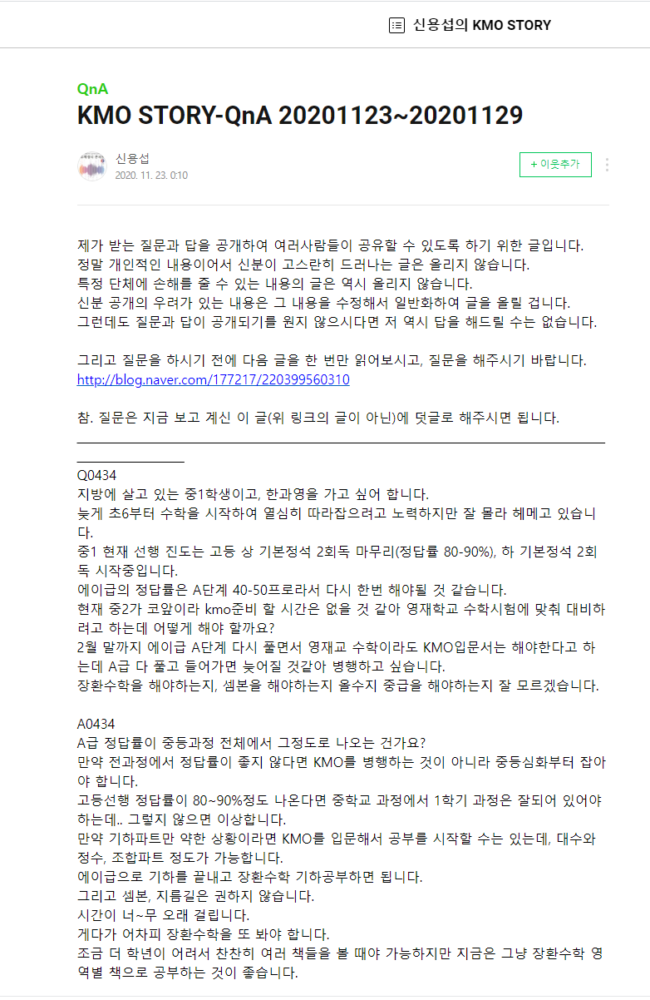 신용섭의 KMO STORY
QnA
KMO STORY-QnA 20201123~20201129
신용섭
2020. 11. 23. 0:10
+ 이웃추가
제가 받는 질문과 답을 공개하여 여러사람들이 공유할 수 있도록 하기 위한 글입니다.
정말 개인적인 내용이어서 신분이 고스란히 드러나는 글은 올리지 않습니다.
특정 단체에 손해를 줄 수 있는 내용의 글은 역시 올리지 않습니다.
신분 공개의 우려가 있는 내용은 그 내용을 수정해서 일반화하여 글을 올릴 겁니다.
그런데도 질문과 답이 공개되기를 원지 않으시다면 저 역시 답을 해드릴 수는 없습니다.
그리고 질문을 하시기 전에 다음 글을 한 번만 읽어보시고, 질문을 해주시기 바랍니다.
http://blog.naver.com/177217/220399560310
참. 질문은 지금 보고 계신 이 글(위 링크의 글이 아닌)에 덧글로 해주시면 됩니다.
Q0434
지방에 살고 있는 중1학생이고, 한과영을 가고 싶어 합니다.
늦게 초6부터 수학을 시작하여 열심히 따라잡으려고 노력하지만 잘 몰라 헤메고 있습니
다.
중1 현재 선행 진도는 고등 상 기본정석 2회독 마무리(정답률 80-90%), 하 기본정석 2회
독 시작중입니다.
에이급의 정답률은 A단계 40-50프로라서 다시 한번 해야될 것 같습니다.
현재 중2가 코앞이라 kmo준비 할 시간은 없을 것 같아 영재학교 수학시험에 맞춰 대비하
려고 하는데 어떻게 해야 할까요?
2월 말까지 에이급 A단계 다시 풀면서 영재교 수학이라도 KMO입문서는 해야한다고 하
는데 A급 다 풀고 들어가면 늦어질 것같아 병행하고 싶습니다.
장환수학을 해야하는지, 셈본을 해야하는지 올수지 중급을 해야하는지 잘 모르겠습니다.
A0434
A급 정답률이 중등과정 전체에서 그정도로 나오는 건가요?
만약 전과정에서 정답률이 좋지 않다면 KMO를 병행하는 것이 아니라 중등심화부터 잡아
야 합니다.
고등선행 정답률이 80~90%정도 나온다면 중학교 과정에서 1학기 과정은 잘되어 있어야
하는데.. 그렇지 않으면 이상합니다.
만약 기하파트만 약한 상황이라면 KMO를 입문해서 공부를 시작할 수는 있는데, 대수와
정수, 조합파트 정도가 가능합니다.
에이급으로 기하를 끝내고 장환수학 기하공부하면 됩니다.
그리고 셈본, 지름길은 권하지 않습니다.
시간이 너~무 오래 걸립니다.
게다가 어차피 장환수학을 또 봐야 합니다.
조금 더 학년이 어려서 찬찬히 여러 책들을 볼 때야 가능하지만 지금은 그냥 장환수학 영
역별 책으로 공부하는 것이 좋습니다.